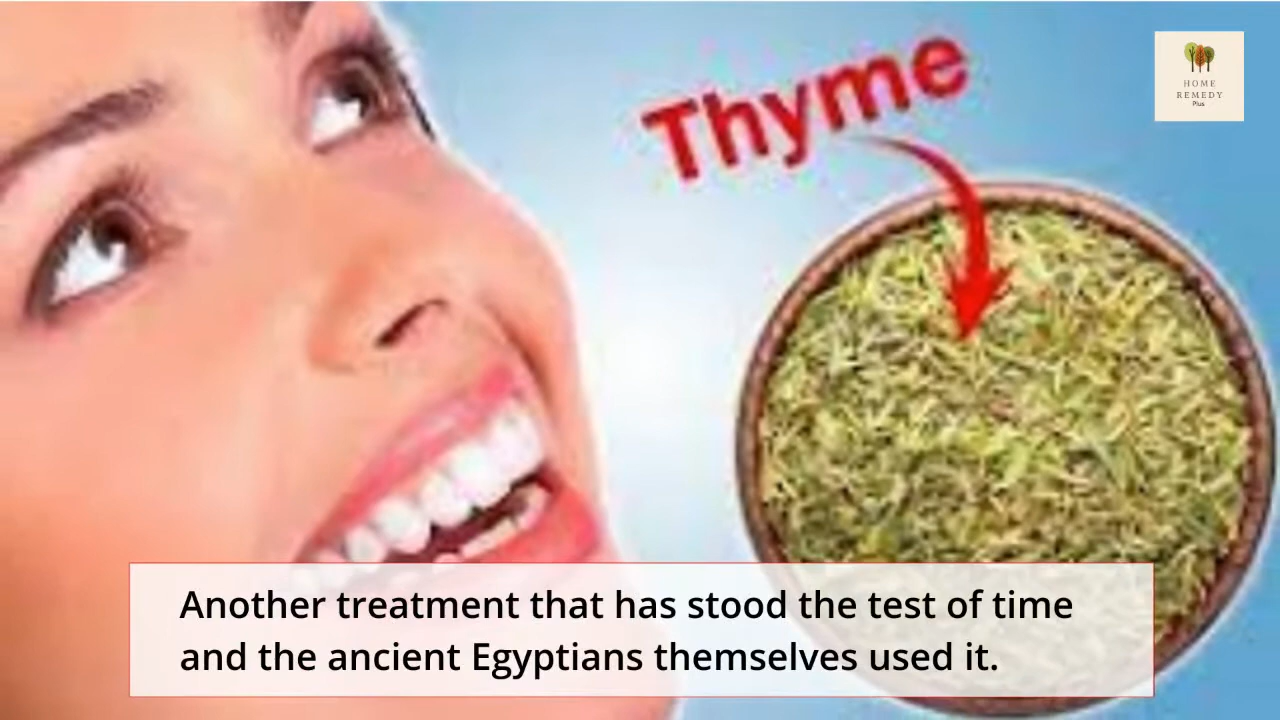 Thyme
HOME
REMEDY
Plus
Another treatment that has stood the test of time
and the ancient Egyptians themselves used it.